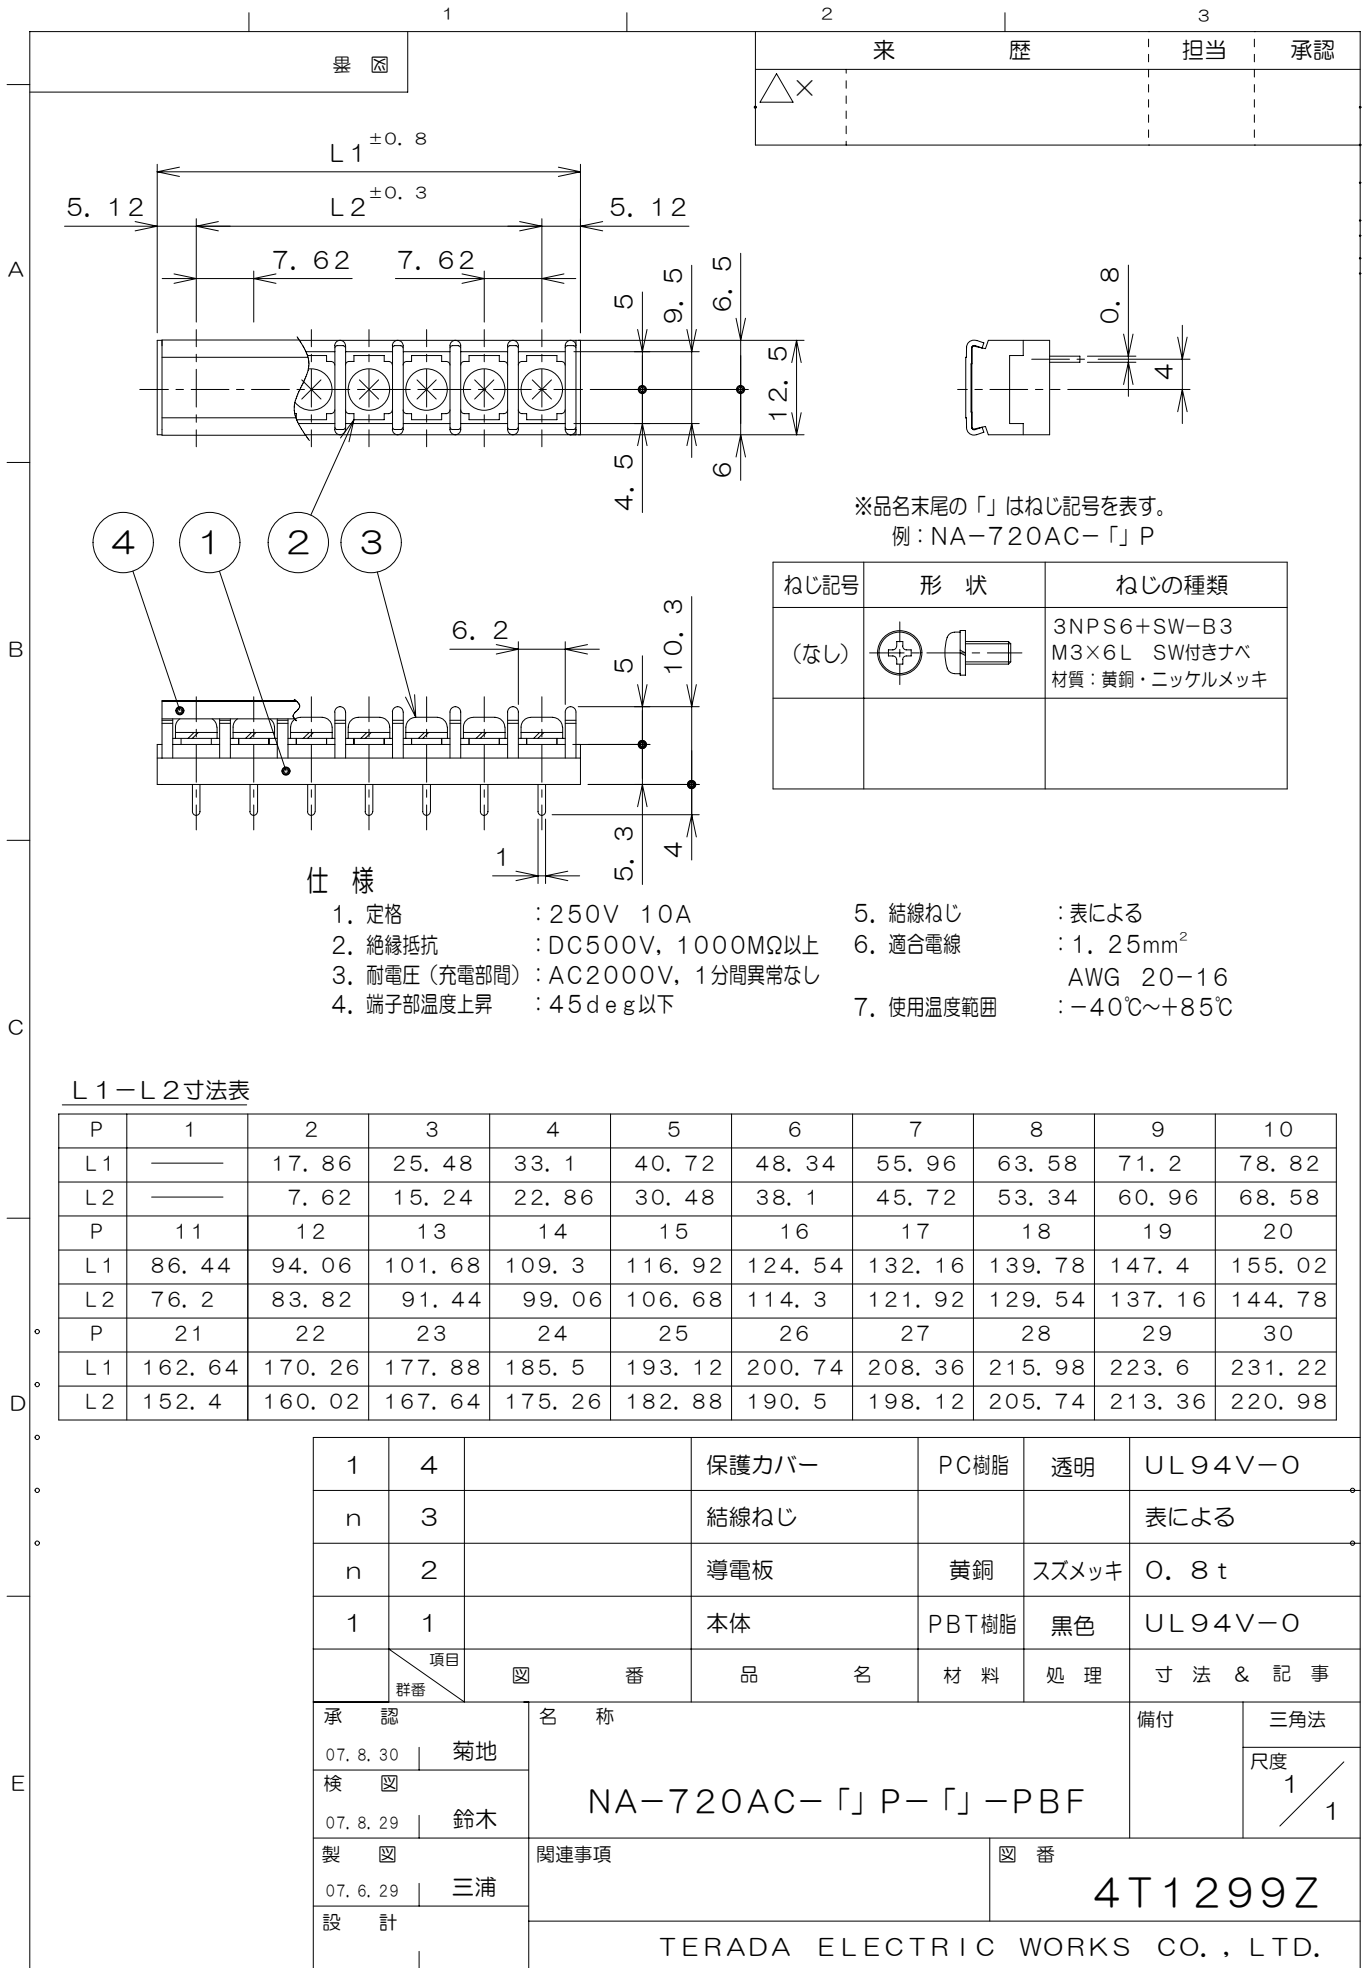 1 2 3
図番
来 歴 担当 承認
△×
L1±0.8
L2±0.3
5.12 5.12
7.62 7.62
5 9.5 6.5
12.5
4.5 6
0.8
4
A
※品名末尾の「」はねじ記号を表す。
例：NA－720AC－「」P
4 1 2 3
ねじ記号 形 状 ねじの種類
(なし) 3NPS6+SW－B3
M3×6L SW付きナベ
材質：黄銅・ニッケルメッキ
B
6.2
5 10.3
1
5.3 4
仕 様
1. 定格 ：250V 10A
2. 絶縁抵抗 ：DC500V, 1000MΩ以上
3. 耐電圧（充電部間）：AC2000V, 1分間異常なし
4. 端子部温度上昇 ：45deg以下
5. 結線ねじ ：表による
6. 適合電線 ：1.25mm²
AWG 20－16
7. 使用温度範囲 ：－40℃～＋85℃
C
L1－L2寸法表
P 1 2 3 4 5 6 7 8 9 10
L1 ――― 17.86 25.48 33.1 40.72 48.34 55.96 63.58 71.2 78.82
L2 ――― 7.62 15.24 22.86 30.48 38.1 45.72 53.34 60.96 68.58
P 11 12 13 14 15 16 17 18 19 20
L1 86.44 94.06 101.68 109.3 116.92 124.54 132.16 139.78 147.4 155.02
L2 76.2 83.82 91.44 99.06 106.68 114.3 121.92 129.54 137.16 144.78
P 21 22 23 24 25 26 27 28 29 30
L1 162.64 170.26 177.88 185.5 193.12 200.74 208.36 215.98 223.6 231.22
L2 152.4 160.02 167.64 175.26 182.88 190.5 198.12 205.74 213.36 220.98
D
1 4 保護カバー PC樹脂 透明 UL94V－0
n 3 結線ねじ 表による
n 2 導電板 黄銅 スズメッキ 0.8t
1 1 本体 PBT樹脂 黒色 UL94V－0
項目
群番
図 番 品 名 材料 処理 寸法 & 記事
E
承 認
07.8.30 菊地
検 図
07.8.29 鈴木
製 図
07.6.29 三浦
設 計
名 称
NA－720AC－「」P－「」－PBF
備付 三角法
尺度
1/1
関連事項
図 番
4T1299Z
TERADA ELECTRIC WORKS CO., LTD.